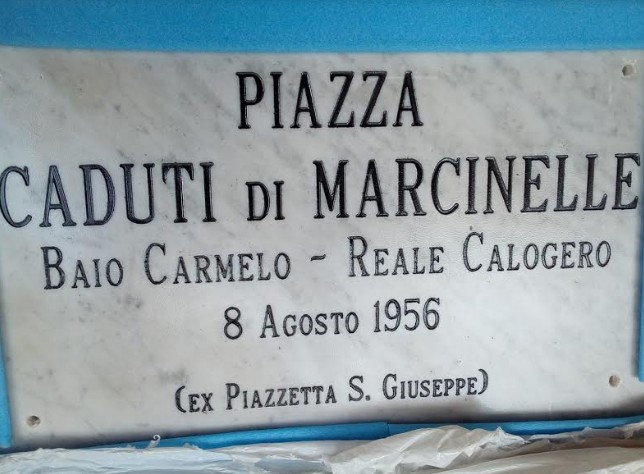 PIAZZA
CADUTI DI MARCINELLE
BAIO CARMELO - REALE CALOGERO
8 AGOSTO 1956
(EX PIAZZETTA S. GIUSEPPE)